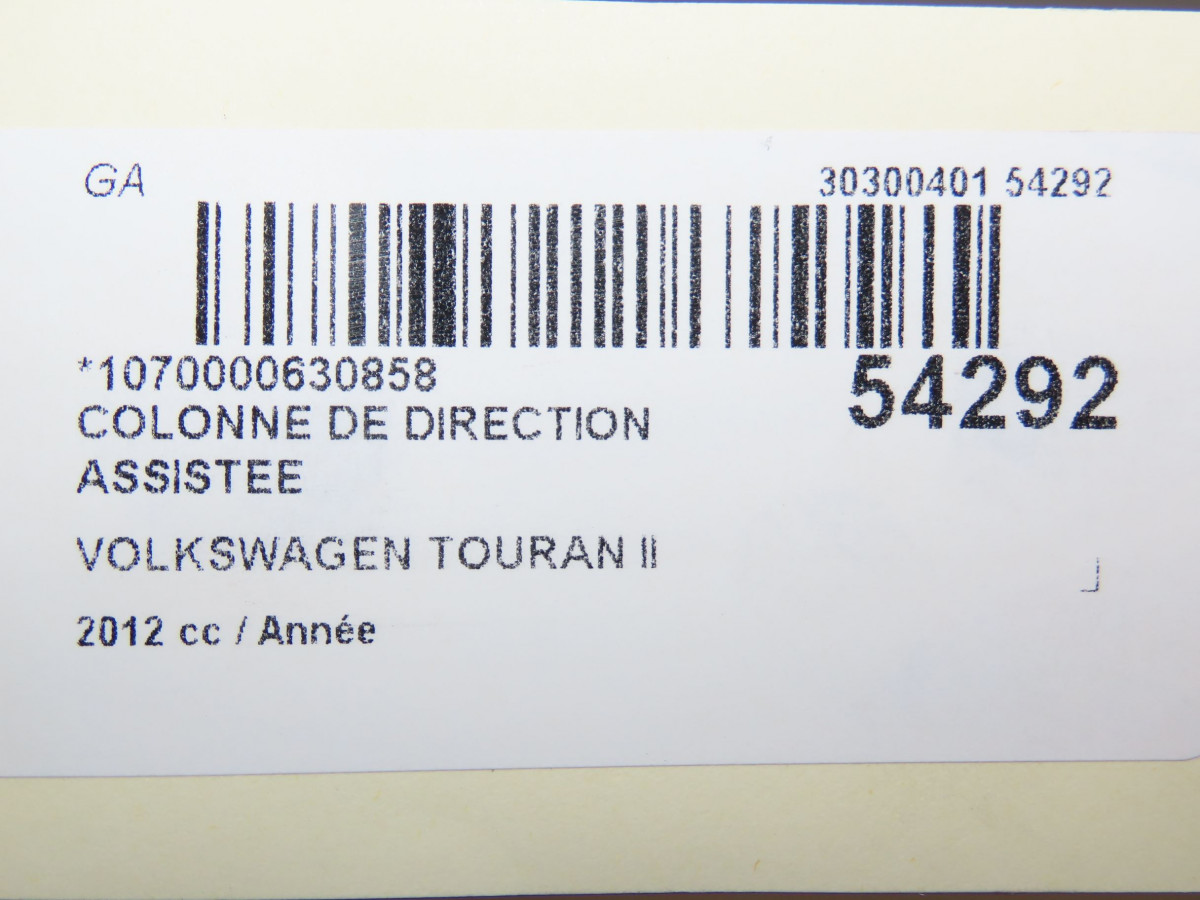 GA
30300401 54292
*1070000630858
54292
COLONNE DE DIRECTION
ASSISTEE
VOLKSWAGEN TOURAN II
2012 cc / Année